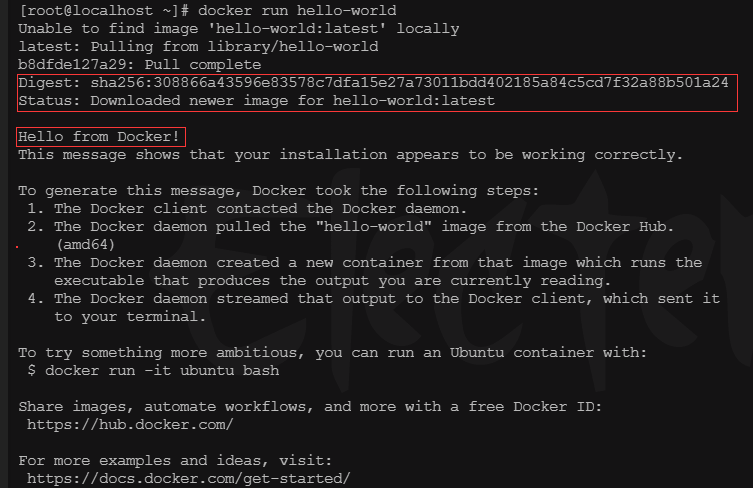 [root@localhost ~]# docker run hello-world
Unable to find image 'hello-world:latest' locally
latest: Pulling from library/hello-world
b8dfde127a29: Pull complete
Digest: sha256:308866a43596e83578c7dfa15e27a73011bdd402185a84c5cd7f32a88b501a24
Status: Downloaded newer image for hello-world:latest
Hello from Docker!
This message shows that your installation appears to be working correctly.
To generate this message, Docker took the following steps:
1. The Docker client contacted the Docker daemon.
2. The Docker daemon pulled the "hello-world" image from the Docker Hub.
(amd64)
3. The Docker daemon created a new container from that image which runs the
executable that produces the output you are currently reading.
4. The Docker daemon streamed that output to the Docker client, which sent it
to your terminal.
To try something more ambitious, you can run an Ubuntu container with:
$ docker run -it ubuntu bash
Share images, automate workflows, and more with a free Docker ID:
https://hub.docker.com/
For more examples and ideas, visit:
https://docs.docker.com/get-started/